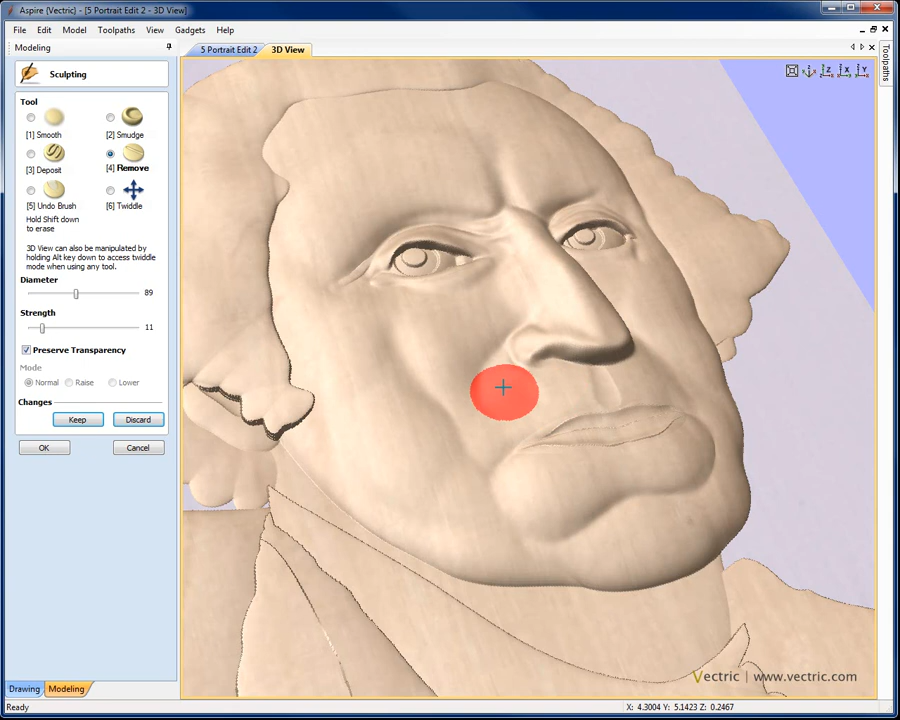 Aspire [Vectric] - [5 Portrait Edit 2 - 3D View]
File Edit Model Toolpaths View Gadgets Help
Modeling
5 Portrait Edit 2 3D View
Toolpaths
Z X Y
Sculpting
Tool
[1] Smooth [2] Smudge
[3] Deposit [4] Remove
[5] Undo Brush [6] Twiddle
Hold Shift down
to erase
3D View can also be manipulated by
holding Alt key down to access twiddle
mode when using any tool.
Diameter
89
Strength
11
Preserve Transparency
Mode
Normal Raise Lower
Changes
Keep Discard
OK Cancel
Vectric | www.vectric.com
Drawing Modeling
Ready X: 4.3004 Y: 5.1423 Z: 0.2467